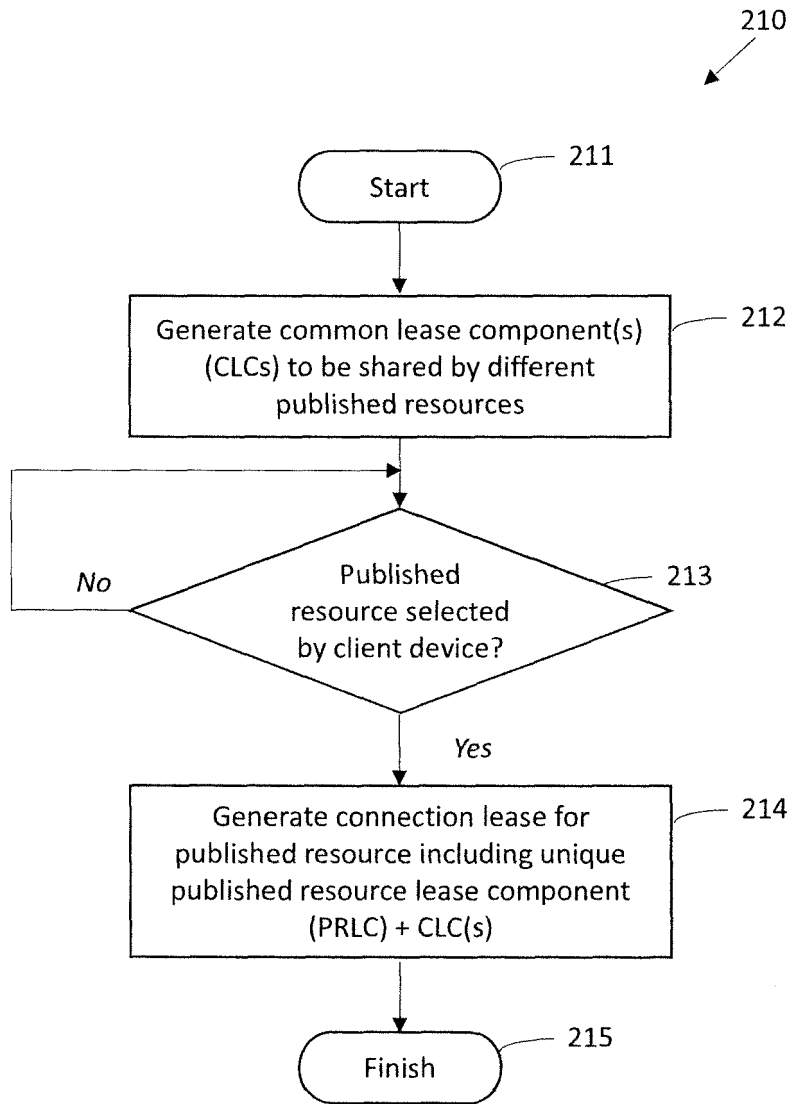 210
Start
211
Generate common lease component(s)
(CLCs) to be shared by different
published resources
212
No
Published
resource selected
by client device?
213
Yes
Generate connection lease for
published resource including unique
published resource lease component
(PRLC) + CLC(s)
214
Finish
215